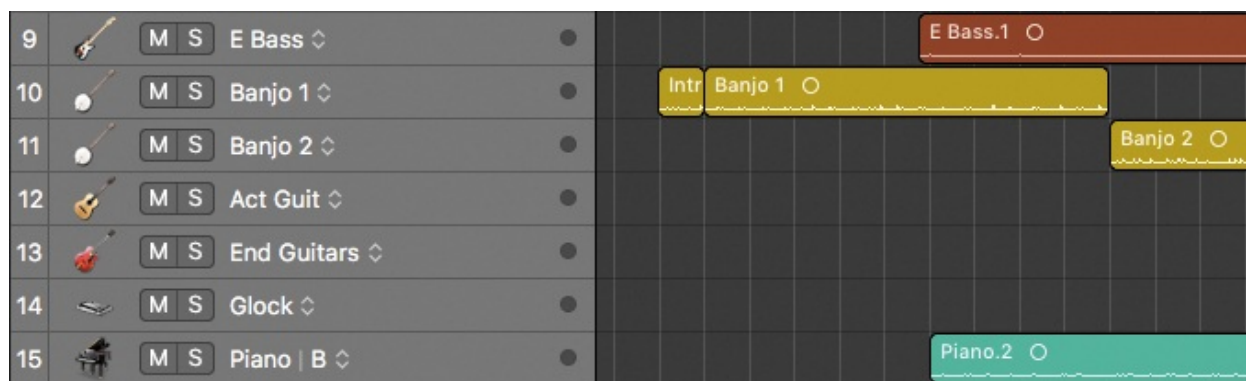 9 M S E Bass E Bass.1
10 M S Banjo 1 Intr Banjo 1
11 M S Banjo 2 Banjo 2
12 M S Act Guit
13 M S End Guitars
14 M S Glock
15 M S Piano | B Piano.2